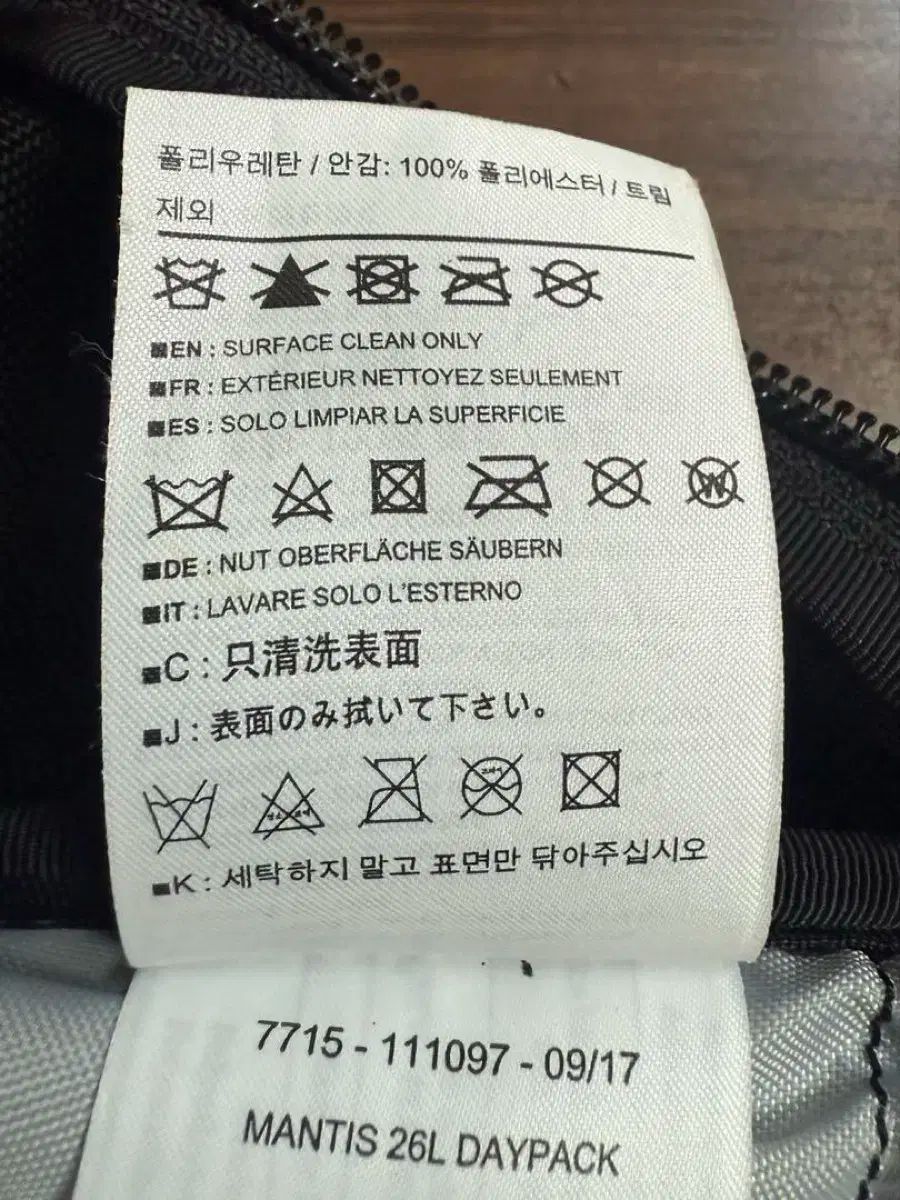 폴리우레탄 / 안감: 100% 폴리에스터 / 트림
제외
EN : SURFACE CLEAN ONLY
FR : EXTÉRIEUR NETTOYEZ SEULEMENT
ES : SOLO LIMPIAR LA SUPERFICIE
W
DE : NUT OBERFLÄCHE SÄUBERN
IT : LAVARE SOLO L'ESTERNO
C : 只清洗表面
J : 表面のみ拭いて下さい。
K : 세탁하지 말고 표면만 닦아주십시오
7715 - 111097 - 09/17
MANTIS 26L DAYPACK